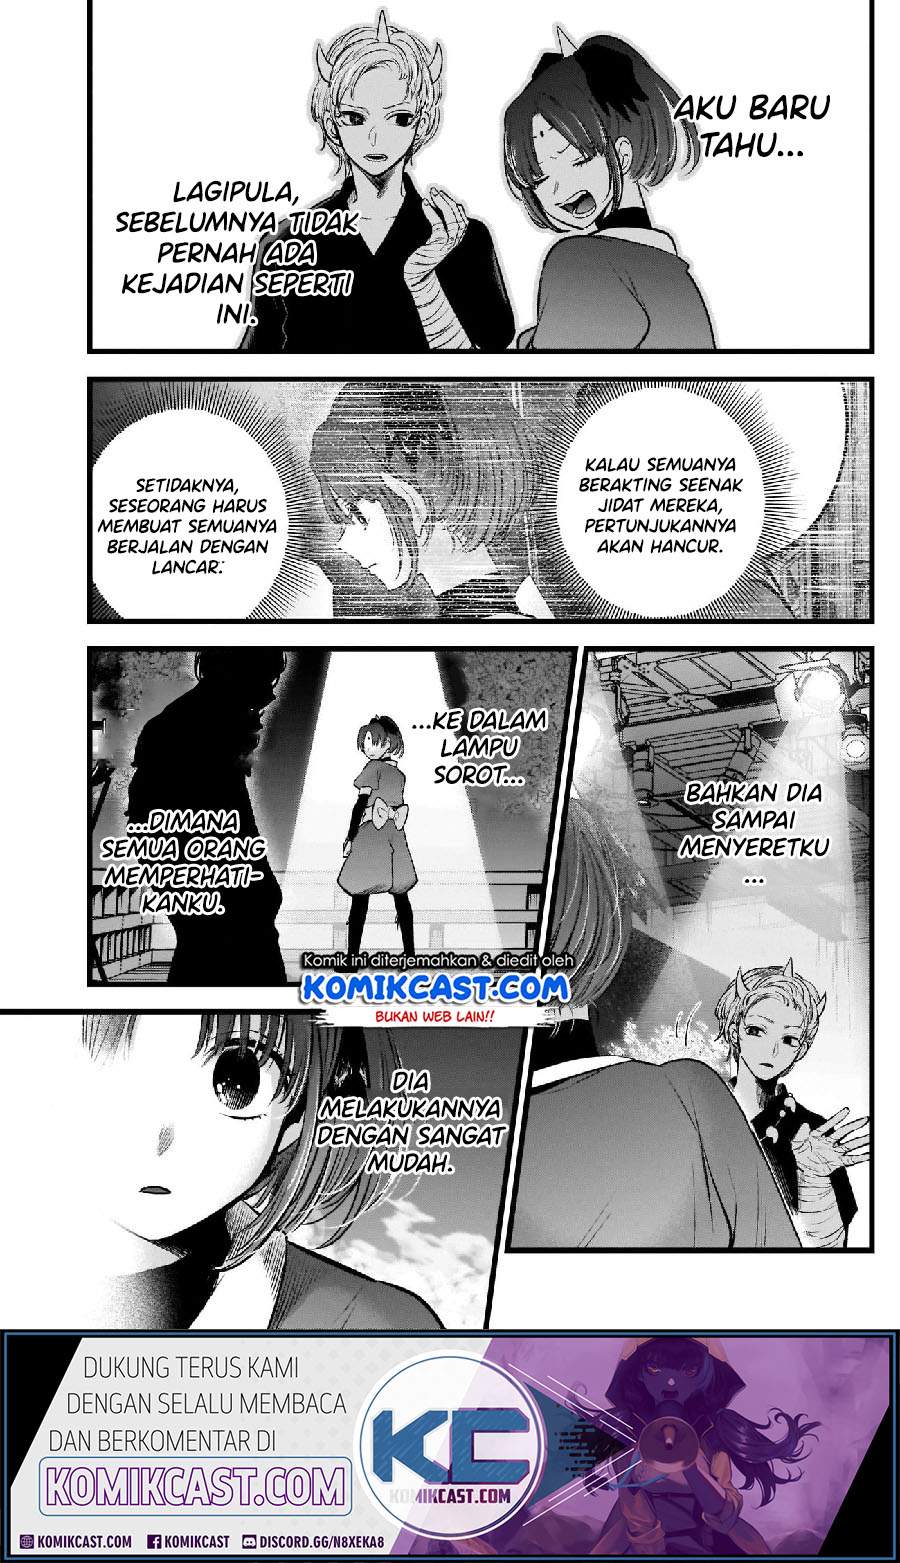 AKU BARU
TAHU...
LAGIPULA,
SEBELUMNYA TIDAK
PERNAH ADA
KEJADIAN SEPERTI
INI.
KALAU SEMUANYA
BERAKTING SEENAK
JIDAT MEREKA,
PERTUNJUKANNYA
AKAN HANCUR.
SETIDAKNYA,
SESEORANG HARUS
MEMBUAT SEMUANYA
BERJALAN DENGAN
LANCAR.
BAHKAN DIA
SAMPAI
MENYERETKU
...
...KE DALAM
LAMPU
SOROT...
...DIMANA
SEMUA ORANG
MEMPERHATI-
KANKU.
Komik ini diterjemahkan & diedit oleh
KOMIKCAST.COM
BUKAN WEB LAIN!!
DIA
MELAKUKANNYA
DENGAN SANGAT
MUDAH.
DUKUNG TERUS KAMI
DENGAN SELALU MEMBACA
DAN BERKOMENTAR DI
KOMIKCAST.COM
KC
KOMIKCAST.COM
KOMIKCAST.COM
KOMIKCAST
DISCORD.GG/N8XEKA8